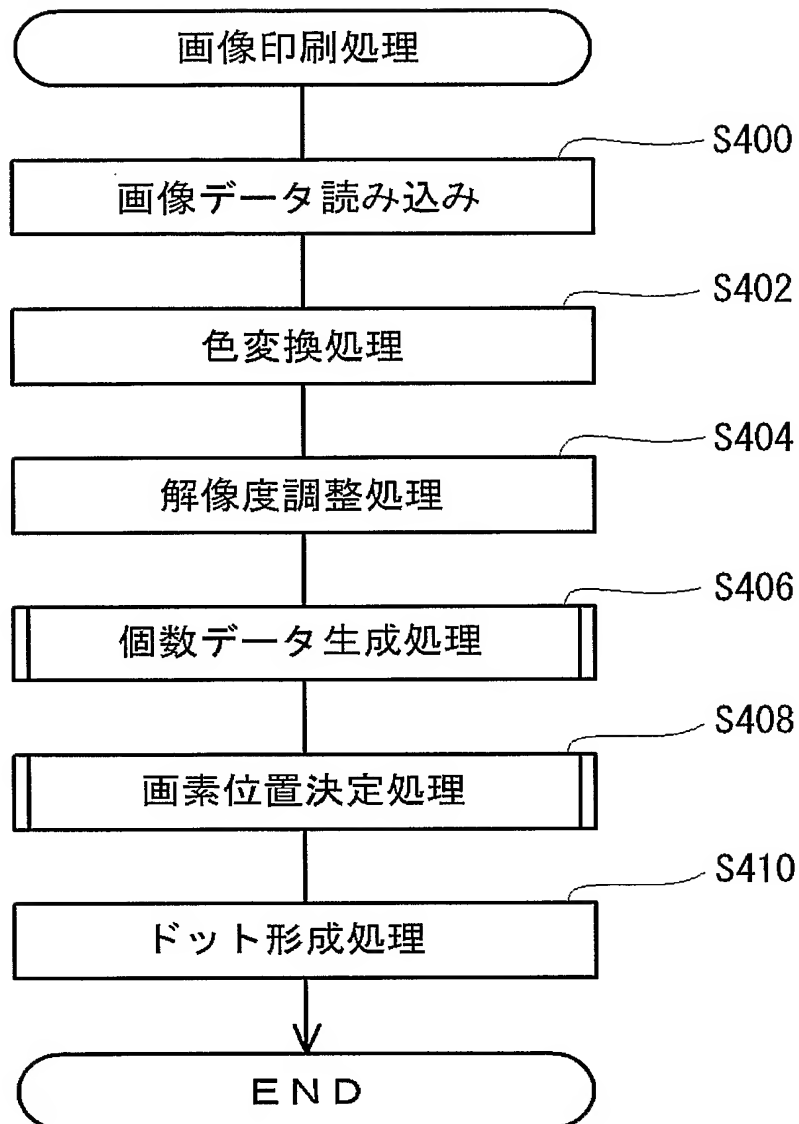 画像印刷処理
S400
画像データ読み込み
S402
色変換処理
S404
解像度調整処理
S406
個数データ生成処理
S408
画素位置決定処理
S410
ドット形成処理
END